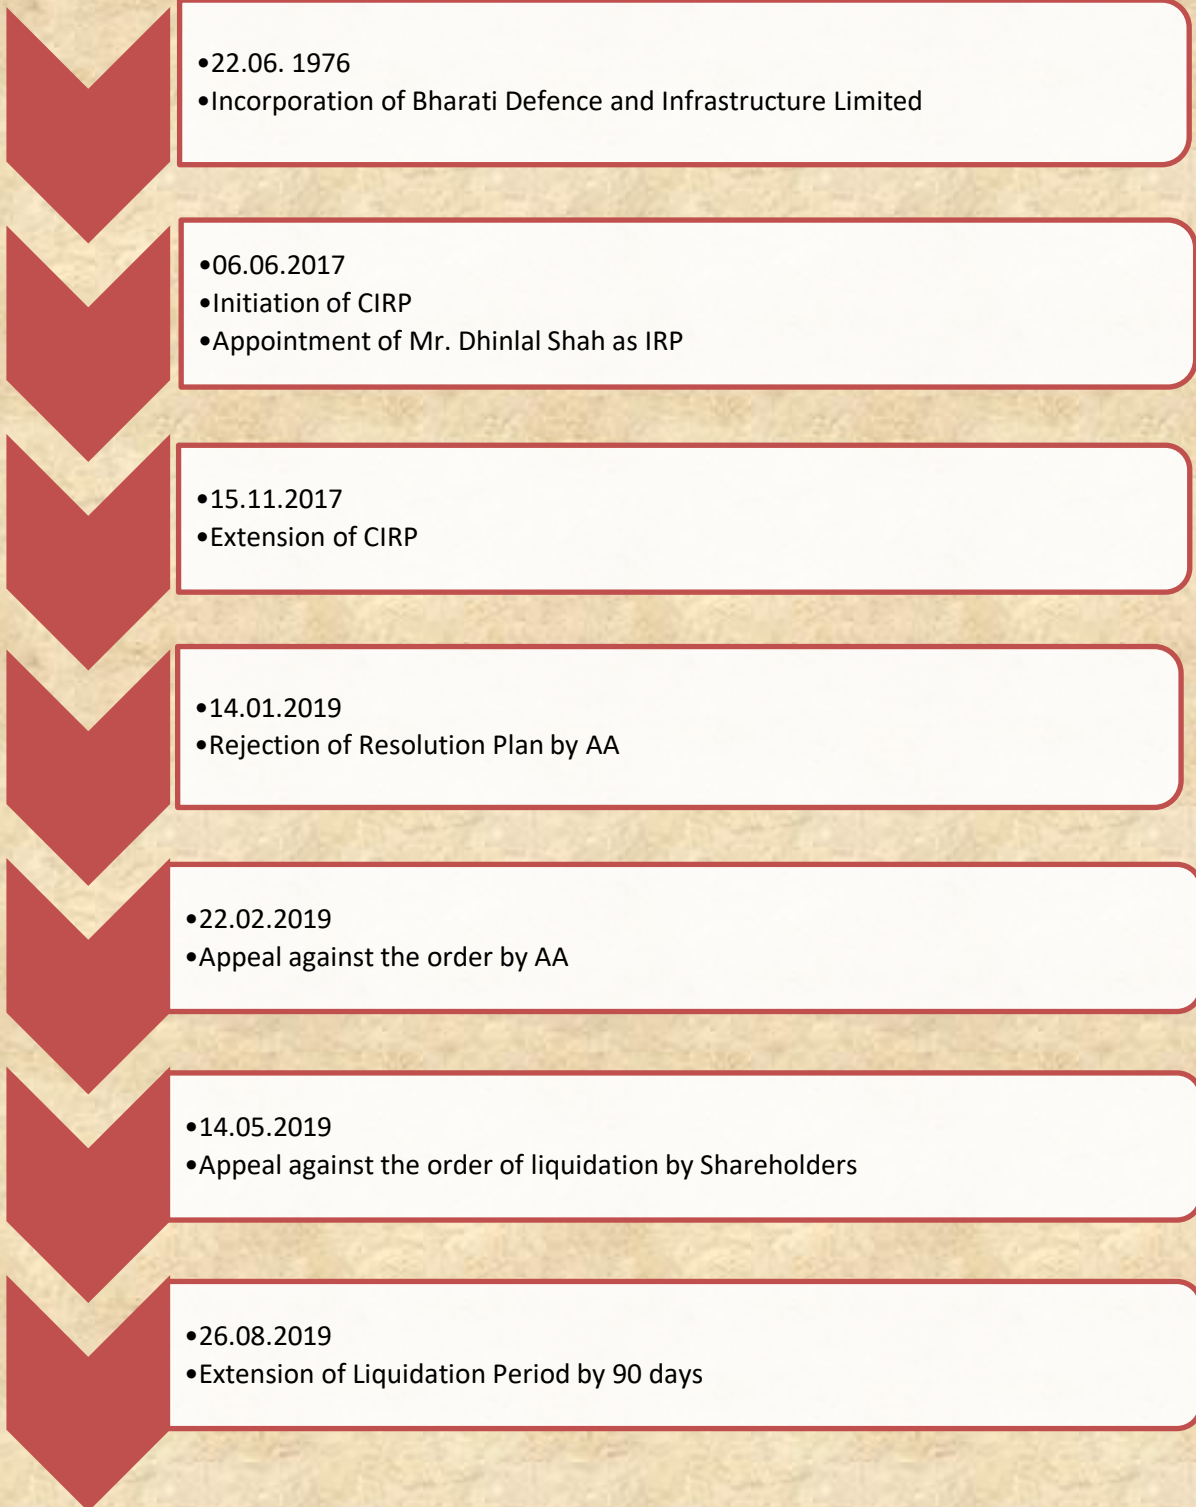 •22.06. 1976
•Incorporation of Bharati Defence and Infrastructure Limited
•06.06.2017
•Initiation of CIRP
•Appointment of Mr. Dhinlal Shah as IRP
•15.11.2017
•Extension of CIRP
•14.01.2019
•Rejection of Resolution Plan by AA
•22.02.2019
•Appeal against the order by AA
•14.05.2019
•Appeal against the order of liquidation by Shareholders
•26.08.2019
•Extension of Liquidation Period by 90 days